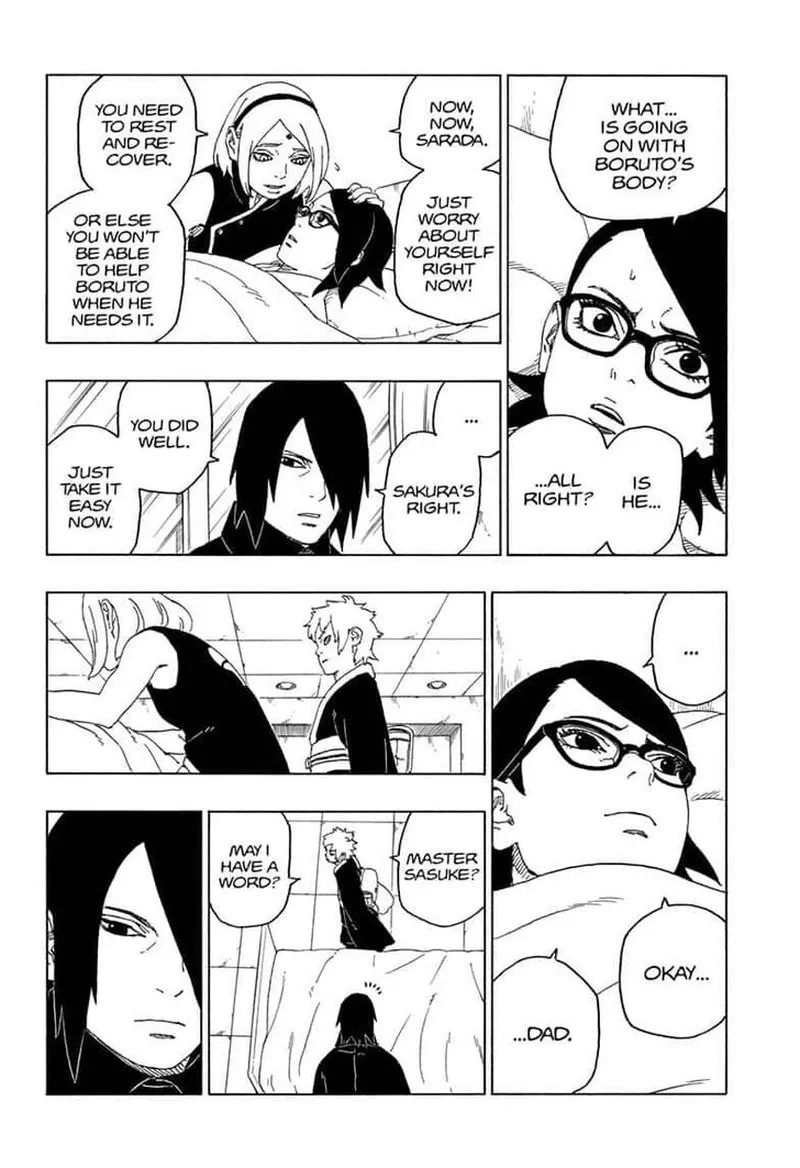 WHAT...
IS GOING
ON WITH
BORUTO'S
BODY?
IS
HE...
...ALL
RIGHT?
NOW,
NOW,
SARADA.
JUST
WORRY
ABOUT
YOURSELF
RIGHT
NOW!
YOU NEED
TO REST
AND RE-
COVER.
OR ELSE
YOU WON'T
BE ABLE
TO HELP
BORUTO
WHEN HE
NEEDS IT.
...
SAKURA'S
RIGHT.
YOU DID
WELL.
JUST
TAKE IT
EASY
NOW.
...
OKAY...
...DAD.
MASTER
SASUKE?
MAY I
HAVE A
WORD?